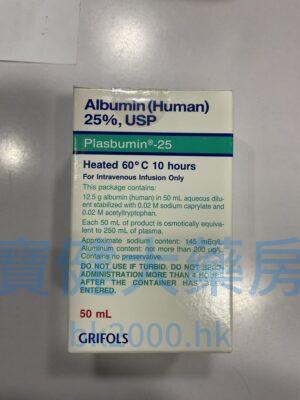 Albumin (Human)
25%, USP
Plasbumin®-25
Heated 60° C 10 hours
For Intravenous Infusion Only
This package contains:
12.5 g albumin (human) in 50 mL aqueous dilu-
ent stabilized with 0.02 M sodium caprylate and
0.02 M acetyltryptophan.
Each 50 mL of product is osmotically equiva-
lent to 250 mL of plasma.
Approximate sodium content: 145 mEq/L.
Aluminum content: not more than 200 µg/L.
Contains no preservative.
DO NOT USE IF TURBID. DO NOT BEGIN
ADMINISTRATION MORE THAN 4 HOURS
AFTER THE CONTAINER HAS BEEN
ENTERED.
50 mL
GRIFOLS
大藥房
bk2000.hk